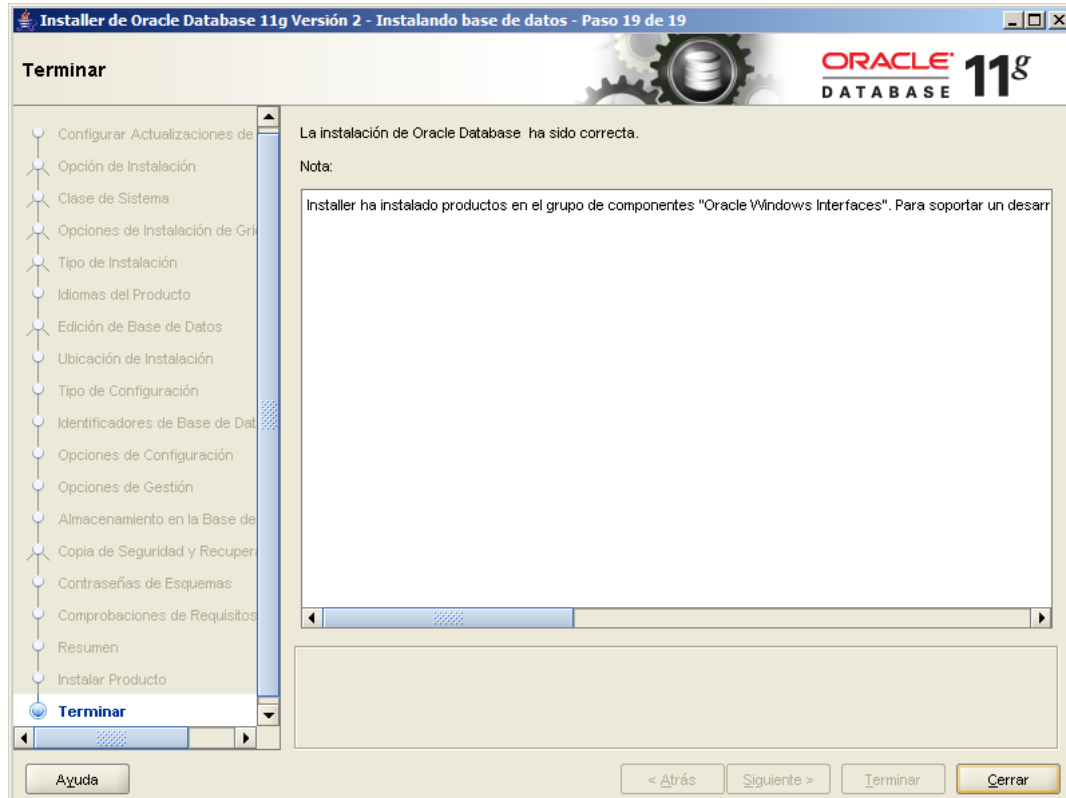 Installer de Oracle Database 11g Versión 2 - Instalando base de datos - Paso 19 de 19
Terminar
ORACLE
DATABASE
11g
Configurar Actualizaciones de
Opción de Instalación
Clase de Sistema
Opciones de Instalación de Gri
Tipo de Instalación
Idiomas del Producto
Edición de Base de Datos
Ubicación de Instalación
Tipo de Configuración
Identificadores de Base de Dat
Opciones de Configuración
Opciones de Gestión
Almacenamiento en la Base de
Copia de Seguridad y Recuper
Contraseñas de Esquemas
Comprobaciones de Requisitos
Resumen
Instalar Producto
Terminar
La instalación de Oracle Database ha sido correcta.
Nota:
Installer ha instalado productos en el grupo de componentes "Oracle Windows Interfaces". Para soportar un desarr
Ayuda
< Atrás
Siguiente >
Terminar
Cerrar